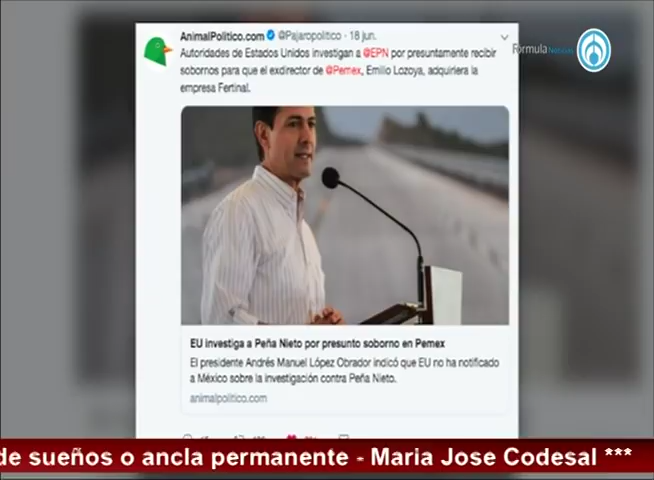 AnimalPolitico.com @Pajaropolitico · 18 jun.
Autoridades de Estados Unidos investigan a @EPN por presuntamente recibir
sobornos para que el exdirector de @Pemex, Emilio Lozoya, adquiriera la
empresa Fertinal.
Fórmula Noticias
EU investiga a Peña Nieto por presunto soborno en Pemex
El presidente Andrés Manuel López Obrador indicó que EU no ha notificado
a México sobre la investigación contra Peña Nieto.
animalpolitico.com
de sueños o ancla permanente - Maria Jose Codesal ***